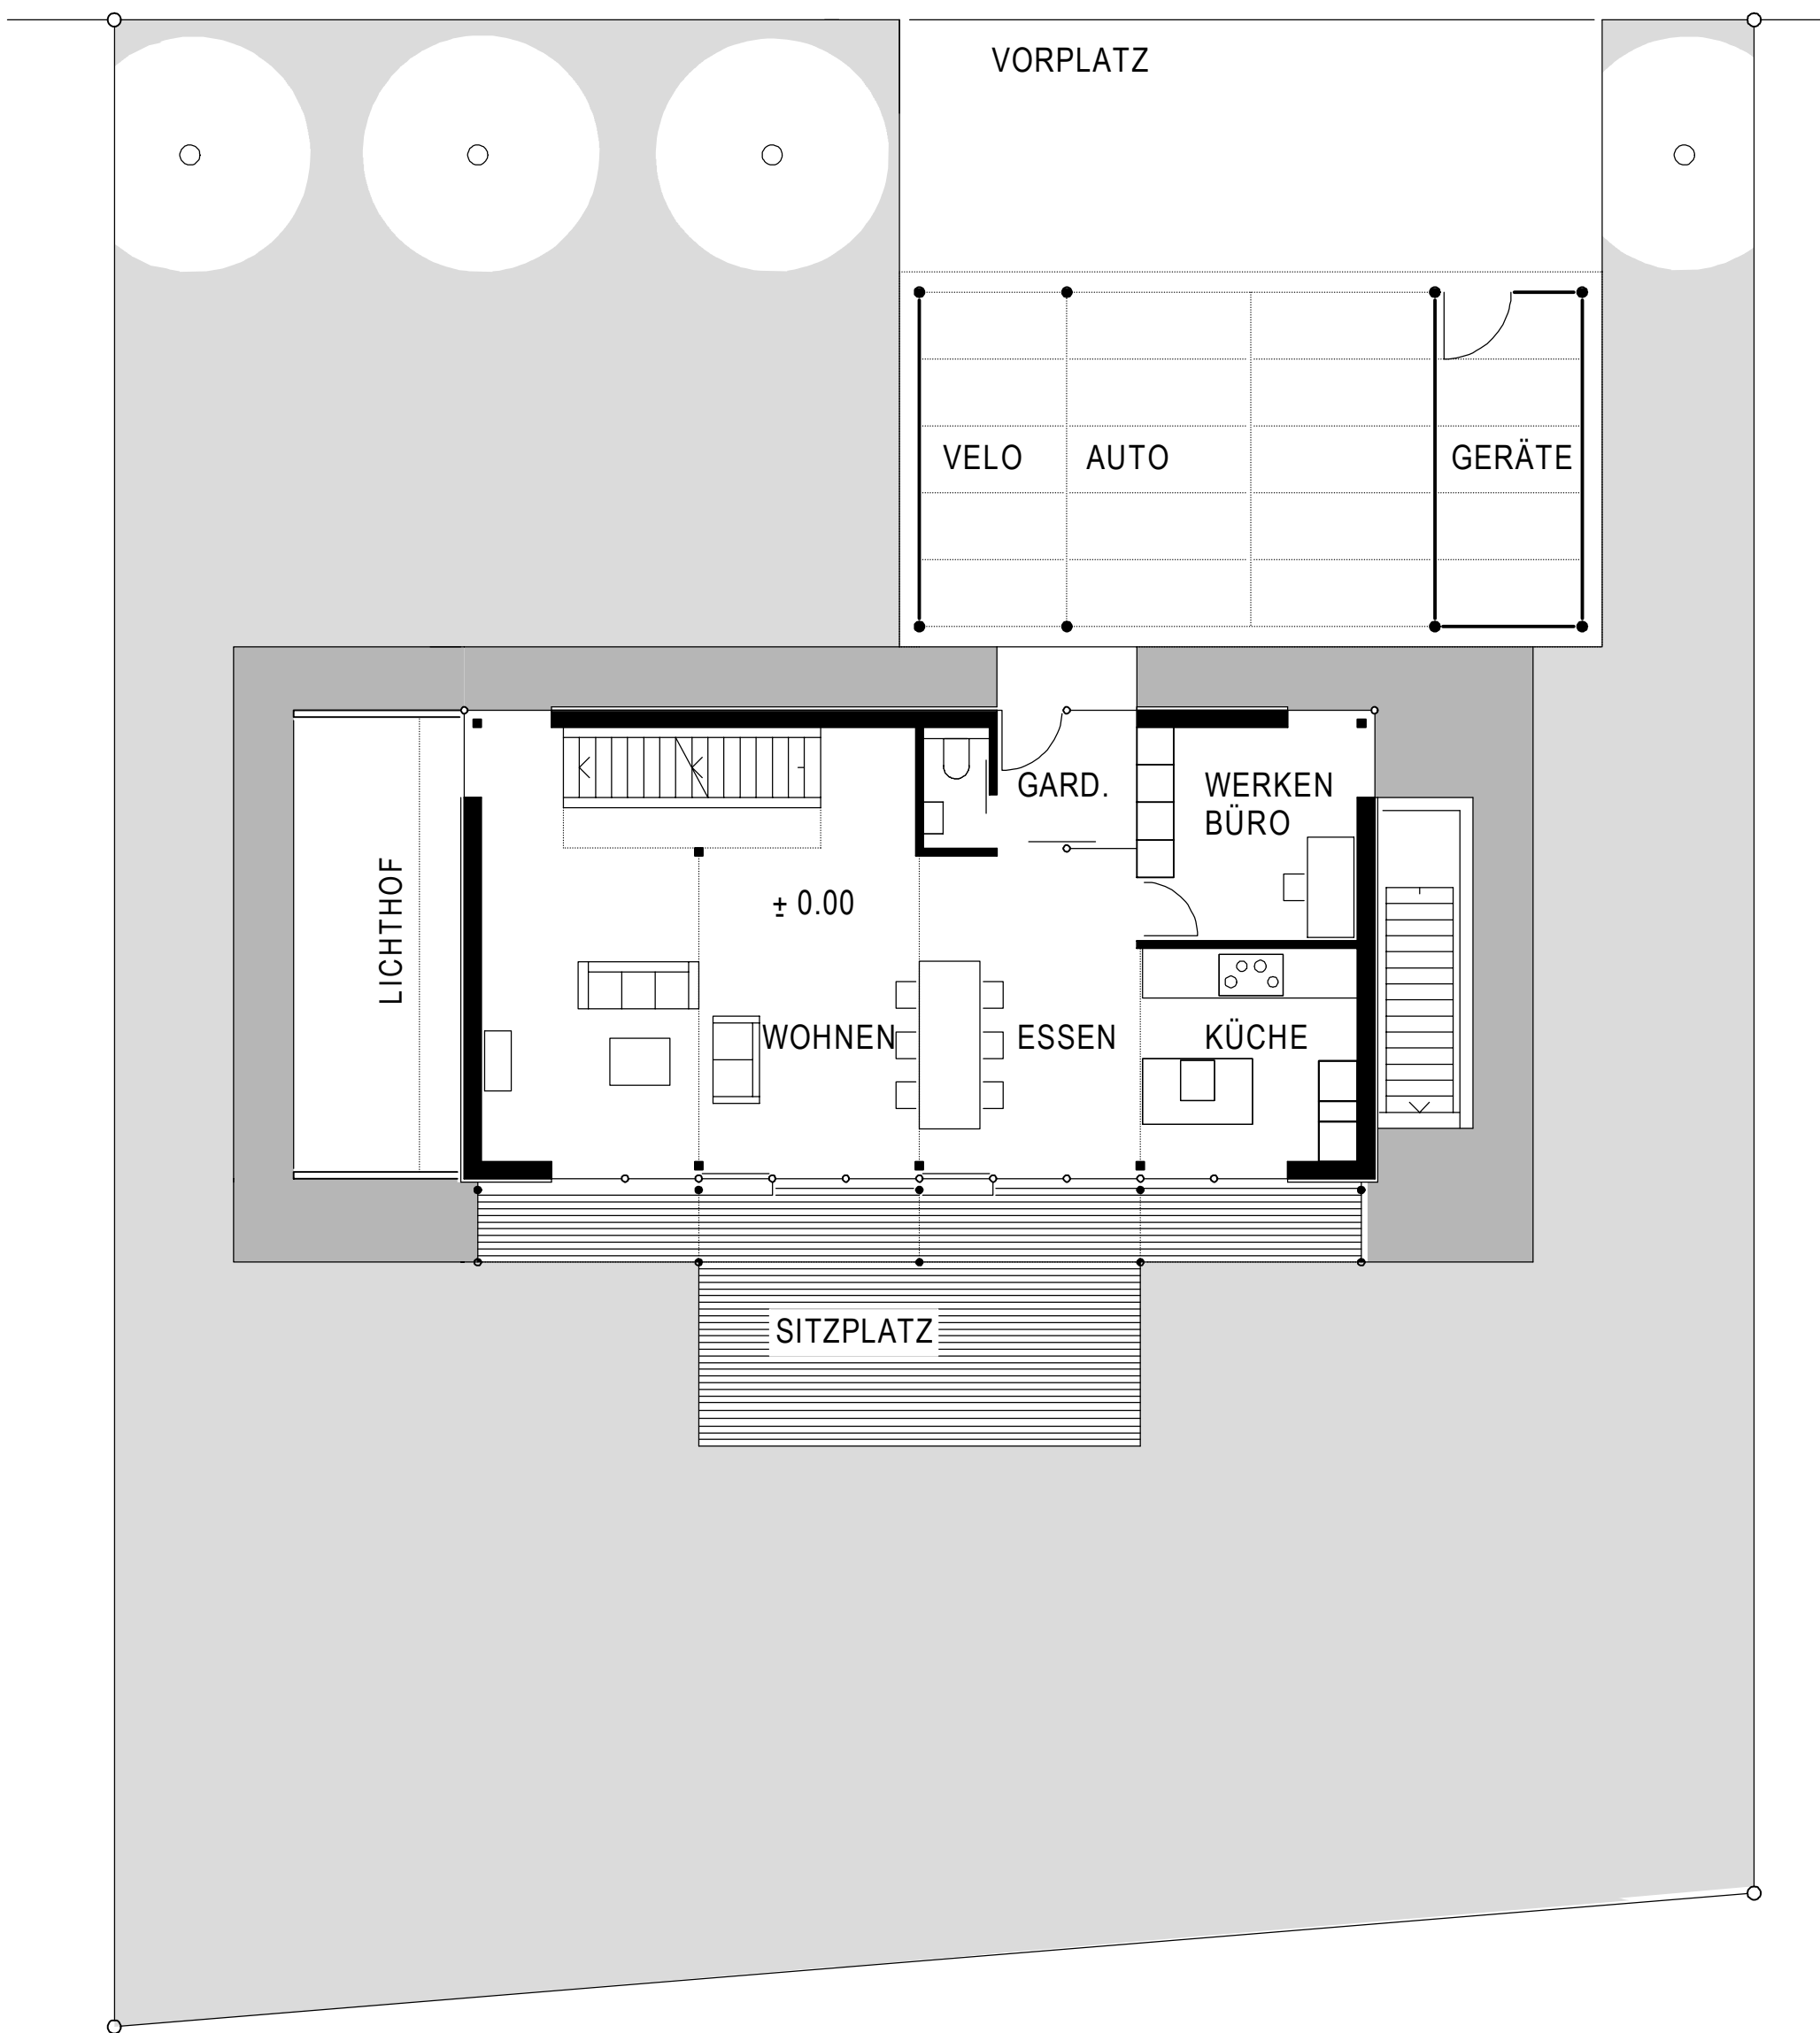 VORPLATZ
VELO
AUTO
GERÄTE
GARD.
WERKEN
BÜRO
LICHTHOF
± 0.00
WOHNEN
ESSEN
KÜCHE
SITZPLATZ